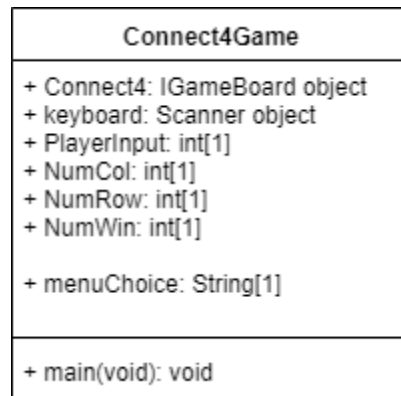 Connect4Game
+ Connect4: IGameBoard object
+ keyboard: Scanner object
+ PlayerInput: int[1]
+ NumCol: int[1]
+ NumRow: int[1]
+ NumWin: int[1]
+ menuChoice: String[1]
+ main(void): void